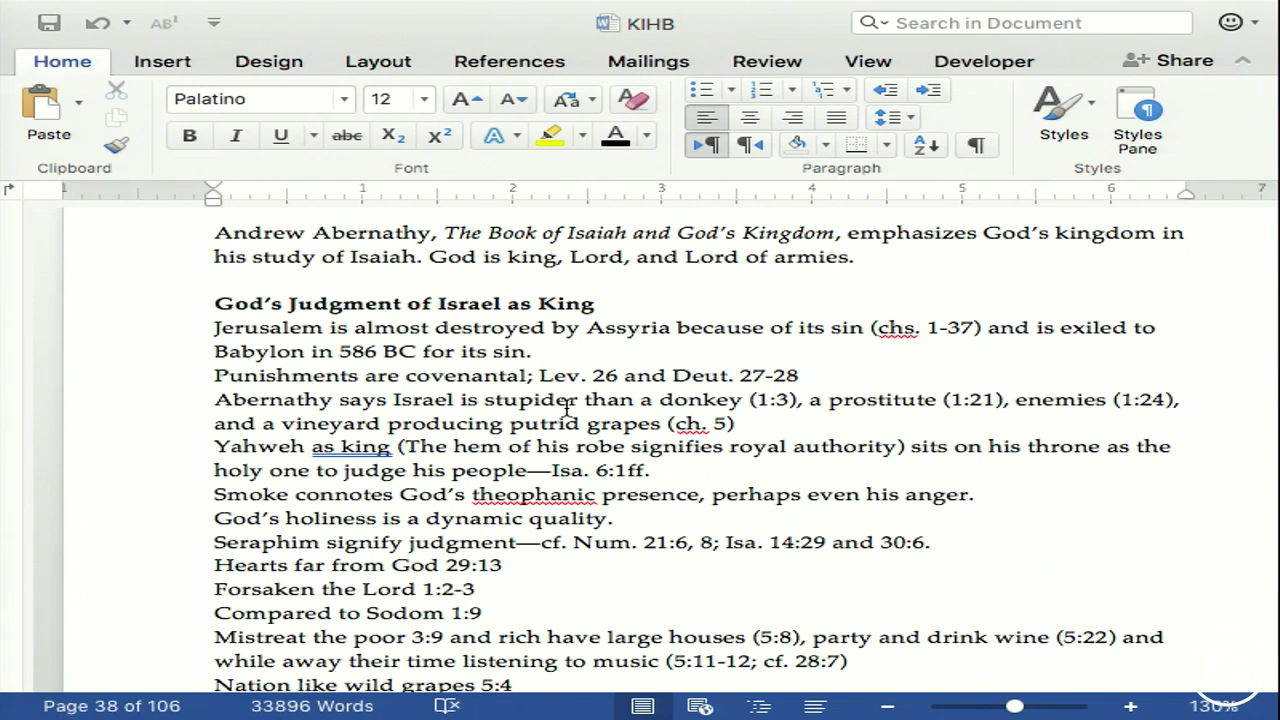 KIHB
Search in Document
Home Insert Design Layout References Mailings Review View Developer Share
Paste
Palatino 12
Styles Styles Pane
Clipboard Font Paragraph Styles
1 1 2 3 4 5 6 7
Andrew Abernathy, The Book of Isaiah and God's Kingdom, emphasizes God's kingdom in
his study of Isaiah. God is king, Lord, and Lord of armies.
God's Judgment of Israel as King
Jerusalem is almost destroyed by Assyria because of its sin (chs. 1-37) and is exiled to
Babylon in 586 BC for its sin.
Punishments are covenantal; Lev. 26 and Deut. 27-28
Abernathy says Israel is stupider than a donkey (1:3), a prostitute (1:21), enemies (1:24),
and a vineyard producing putrid grapes (ch. 5)
Yahweh as king (The hem of his robe signifies royal authority) sits on his throne as the
holy one to judge his people—Isa. 6:1ff.
Smoke connotes God's theophanic presence, perhaps even his anger.
God's holiness is a dynamic quality.
Seraphim signify judgment—cf. Num. 21:6, 8; Isa. 14:29 and 30:6.
Hearts far from God 29:13
Forsaken the Lord 1:2-3
Compared to Sodom 1:9
Mistreat the poor 3:9 and rich have large houses (5:8), party and drink wine (5:22) and
while away their time listening to music (5:11-12; cf. 28:7)
Nation like wild grapes 5:4
Page 38 of 106 33896 Words 130%